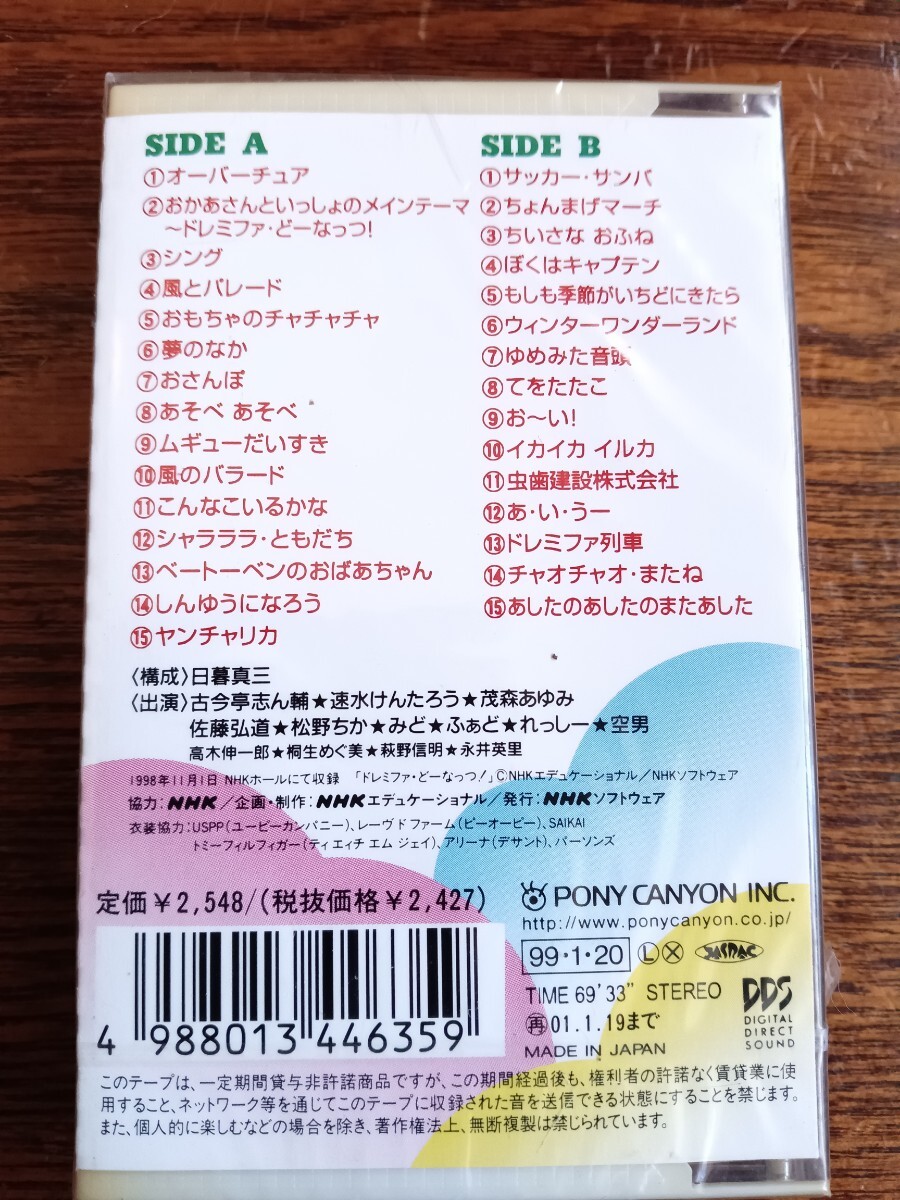 SIDE A
①オーバーチュア
②おかあさんといっしょのメインテーマ
～ドレミファ・どーなっつ!
③シング
④風とパレード
⑤おもちゃのチャチャチャ
⑥夢のなか
⑦おさんぽ
⑧あそべ あそべ
⑨ムギューだいすき
⑩風のバラード
⑪こんなこいるかな
⑫シャラララ・ともだち
⑬ベートーベンのおばあちゃん
⑭しんゆうになろう
⑮ヤンチャリカ
SIDE B
①サッカー・サンバ
②ちょんまげマーチ
③ちいさな おふね
④ぼくはキャプテン
⑤もしも季節がいちどにきたら
⑥ウィンターワンダーランド
⑦ゆめみた音頭
⑧てをたたこ
⑨お～い!
⑩イカイカ イルカ
⑪虫歯建設株式会社
⑫あ・い・うー
⑬ドレミファ列車
⑭チャオチャオ・またね
⑮あしたのあしたのまたあした
〈構成〉日暮真三
〈出演〉古今亭志ん輔★速水けんたろう★茂森あゆみ
佐藤弘道★松野ちか★みど★ふぁど★れっしー★空男
高木伸一郎★桐生めぐ美★萩野信明★永井英里
1998年11月1日 NHKホールにて収録 「ドレミファ・どーなっつ!」©NHKエデュケーショナル/NHKソフトウェア
協力:NHK/企画・制作:NHKエデュケーショナル/発行:NHKソフトウェア
衣装協力:USPP(ユーピーカンパニー)、レーヴドファーム(ピーオーピー)、SAIKAI
トミーフィルフィガー(ティ エィチ エム ジェイ)、アリーナ(デサント)、パーソンズ
定価￥2,548/(税抜価格￥2,427)
4 988013 446359
PONY CANYON INC.
http://www.ponycanyon.co.jp/
99・1・20 Ⓛ Ⓧ JASRAC
TIME 69'33" STEREO
再01.1.19まで
MADE IN JAPAN
DDS
DIGITAL
DIRECT
SOUND
このテープは、一定期間貸与非許諾商品ですが、この期間経過後も、権利者の許諾なく賃貸業に使
用すること、ネットワーク等を通じてこのテープに収録された音を送信できる状態にすることを禁じます。
また、個人的に楽しむなどの場合を除き、著作権法上、無断複製は禁じられています。